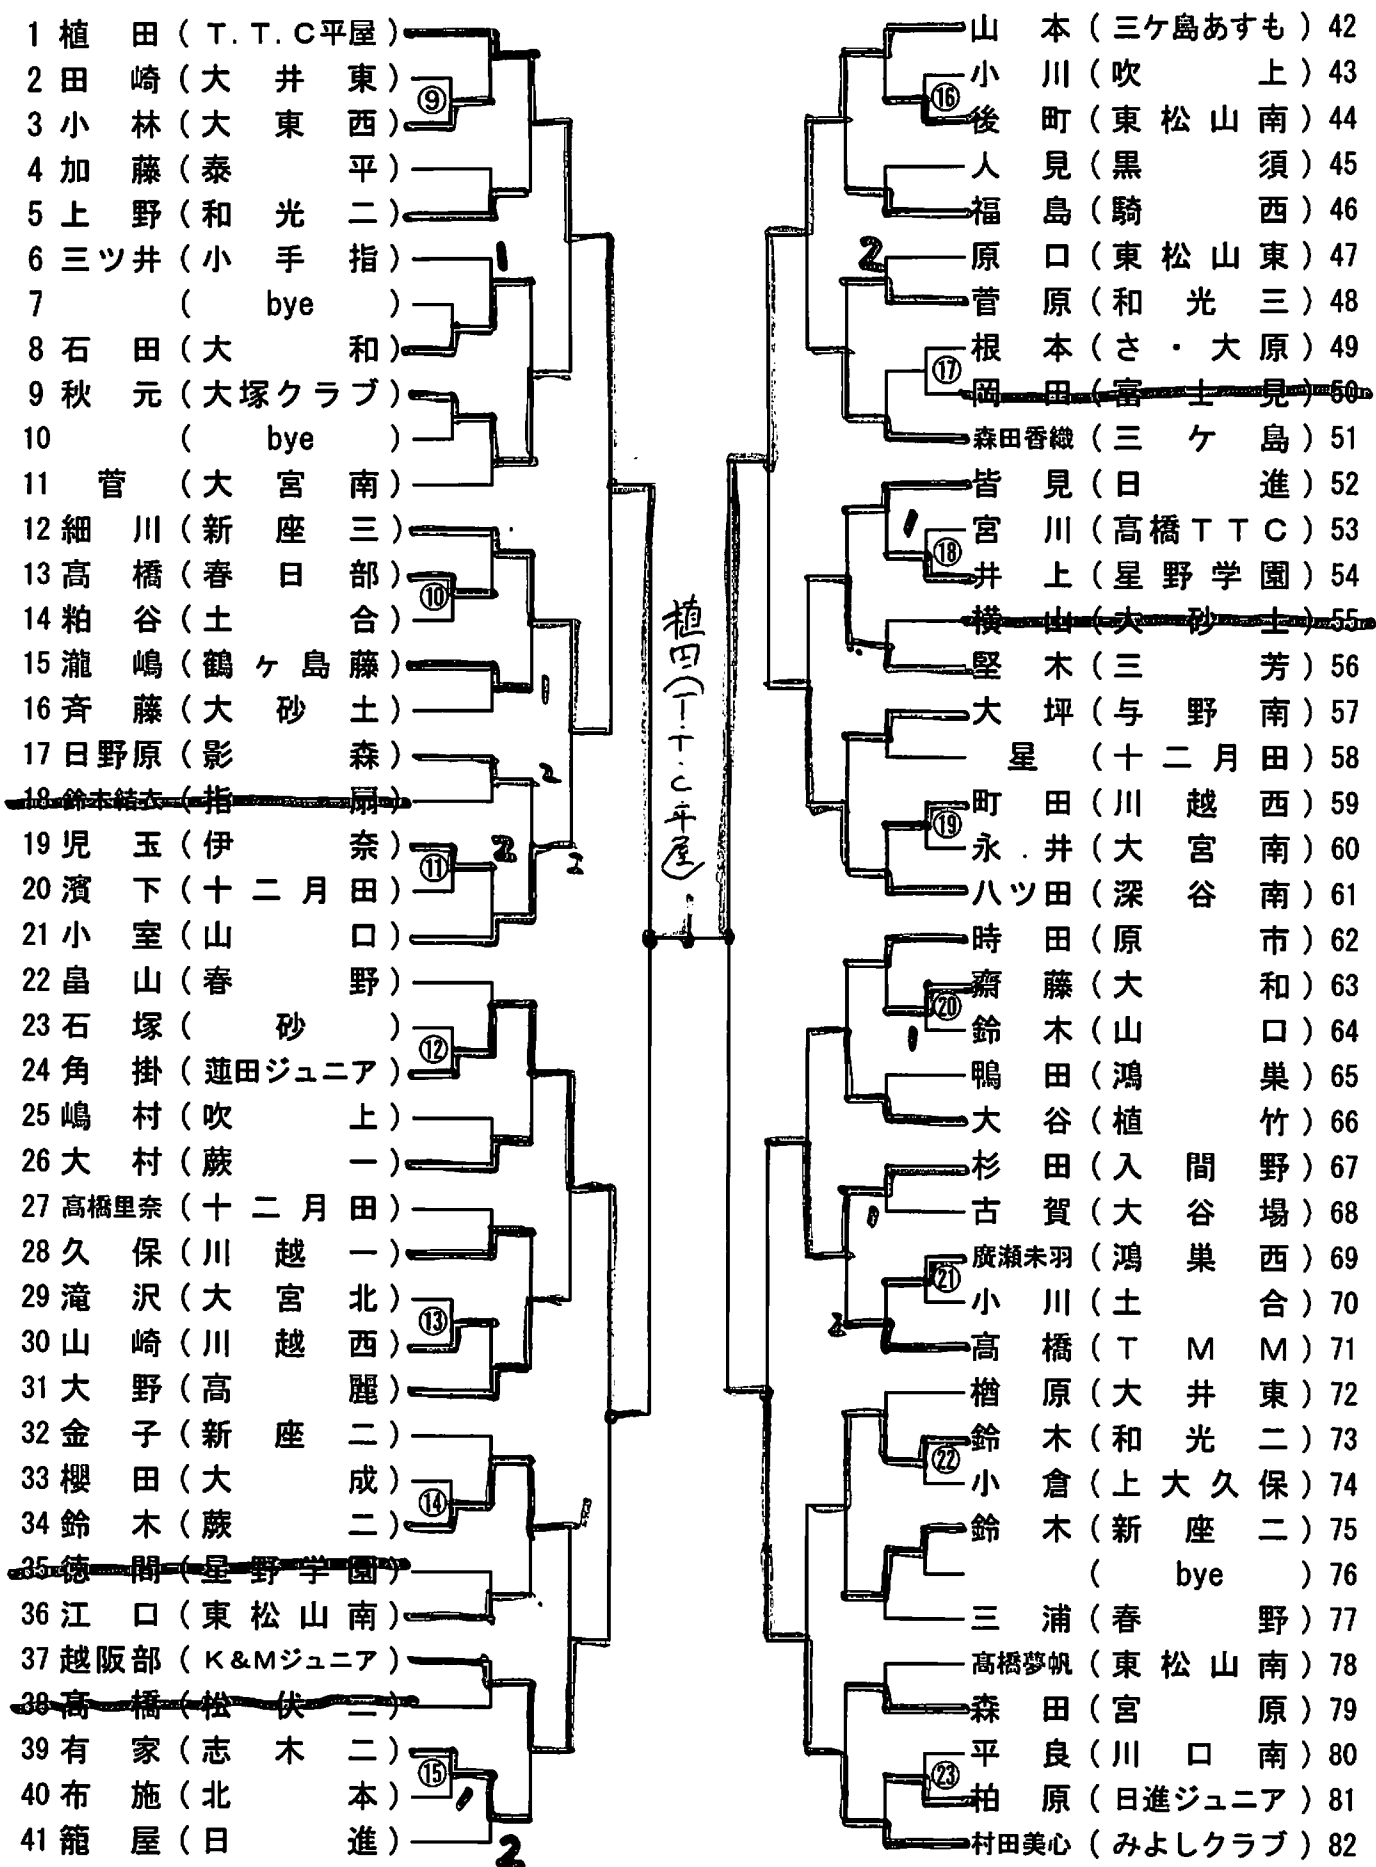 1 植田（T.T.C平屋）
2 田崎（大井東）
⑨
3 小林（大東西）
4 加藤（泰平）
5 上野（和光二）
6 三ツ井（小手指）
1
7 （bye）
8 石田（大和）
9 秋元（大塚クラブ）
10 （bye）
11 菅（大宮南）
12 細川（新座三）
13 高橋（春日部）
⑩
14 粕谷（土合）
15 瀧嶋（鶴ヶ島藤）
1
16 斉藤（大砂土）
17 日野原（影森）
2
18 鈴木結衣（指扇）
19 児玉（伊奈）
⑪ 2 2
20 濱下（十二月田）
21 小室（山口）
22 畠山（春野）
23 石塚（砂）
⑫
24 角掛（蓮田ジュニア）
25 嶋村（吹上）
26 大村（蕨一）
27 高橋里奈（十二月田）
28 久保（川越一）
29 滝沢（大宮北）
⑬
30 山崎（川越西）
31 大野（高麗）
32 金子（新座二）
33 櫻田（大成）
⑭ 1
34 鈴木（蕨二）
35 徳間（星野学園）
36 江口（東松山南）
37 越阪部（K&Mジュニア）
38 高橋（松伏二）
39 有家（志木二）
⑮ 1
40 布施（北本）
41 籠屋（日進）
2
植田（T.T.C平屋）
1
山本（三ケ島あすも）42
小川（吹上）43
⑯
後町（東松山南）44
人見（黒須）45
福島（騎西）46
2
原口（東松山東）47
菅原（和光三）48
根本（さ・大原）49
⑰
岡田（富士見）50
森田香織（三ケ島）51
皆見（日進）52
1
宮川（高橋TTC）53
⑱
井上（星野学園）54
横山（大砂土）55
堅木（三芳）56
大坪（与野南）57
星（十二月田）58
町田（川越西）59
⑲
永井（大宮南）60
八ツ田（深谷南）61
時田（原市）62
齋藤（大和）63
⑳
1
鈴木（山口）64
鴨田（鴻巣）65
大谷（植竹）66
杉田（入間野）67
1
古賀（大谷場）68
廣瀬未羽（鴻巣西）69
㉑
小川（土合）70
2
高橋（TMM）71
楢原（大井東）72
鈴木（和光二）73
㉒
小倉（上大久保）74
鈴木（新座二）75
（bye）76
三浦（春野）77
高橋夢帆（東松山南）78
森田（宮原）79
平良（川口南）80
㉓
柏原（日進ジュニア）81
村田美心（みよしクラブ）82